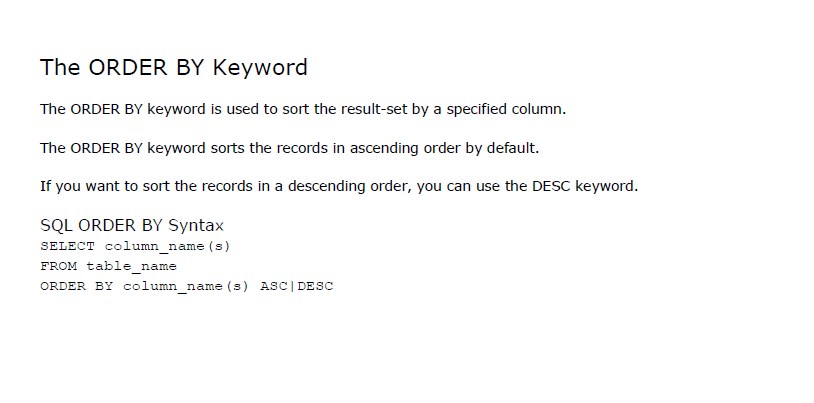 The ORDER BY Keyword
The ORDER BY keyword is used to sort the result-set by a specified column.
The ORDER BY keyword sorts the records in ascending order by default.
If you want to sort the records in a descending order, you can use the DESC keyword.
SQL ORDER BY Syntax
SELECT column_name(s)
FROM table_name
ORDER BY column_name(s) ASC|DESC